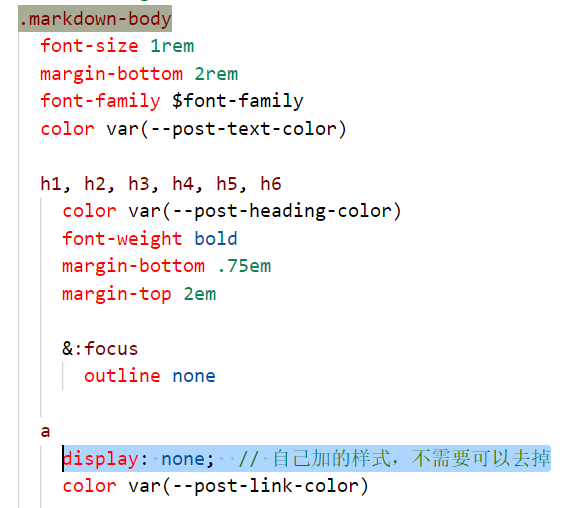 .markdown-body
font-size 1rem
margin-bottom 2rem
font-family $font-family
color var(--post-text-color)
h1, h2, h3, h4, h5, h6
color var(--post-heading-color)
font-weight bold
margin-bottom .75em
margin-top 2em
&:focus
outline none
a
display: none;  // 自己加的样式，不需要可以去掉
color var(--post-link-color)